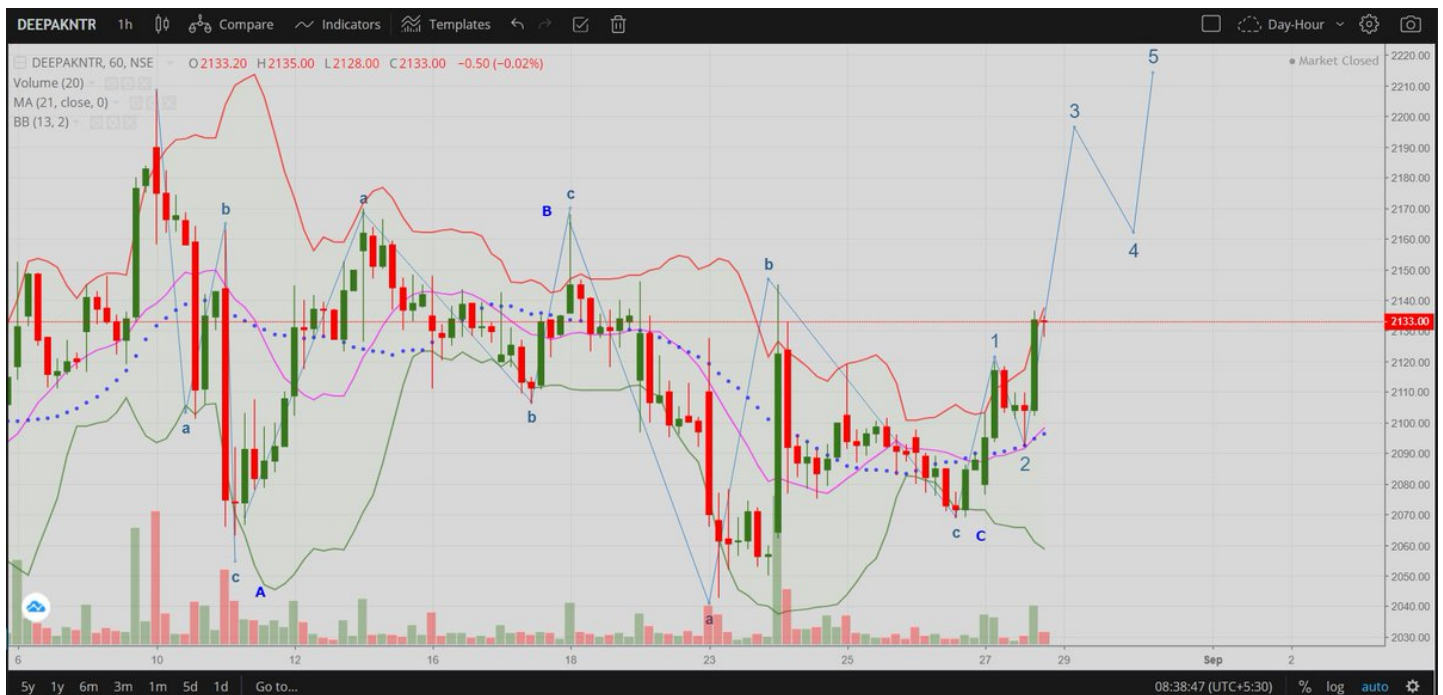 DEEPAKNTR 1h Compare Indicators Templates Day-Hour
DEEPAKNTR, 60, NSE O2133.20 H2135.00 L2128.00 C2133.00 −0.50 (−0.02%)
Market Closed
Volume (20)
MA (21, close, 0)
BB (13, 2)
5
3
4
b
a
B
c
b
a
b
1
2
c
A
c
C
a
2220.00
2210.00
2200.00
2190.00
2180.00
2170.00
2160.00
2150.00
2140.00
2133.00
2130.00
2120.00
2110.00
2100.00
2090.00
2080.00
2070.00
2060.00
2050.00
2040.00
2030.00
6 10 12 16 18 23 25 27 29 Sep 2
5y 1y 6m 3m 1m 5d 1d Go to... 08:38:47 (UTC+5:30) % log auto